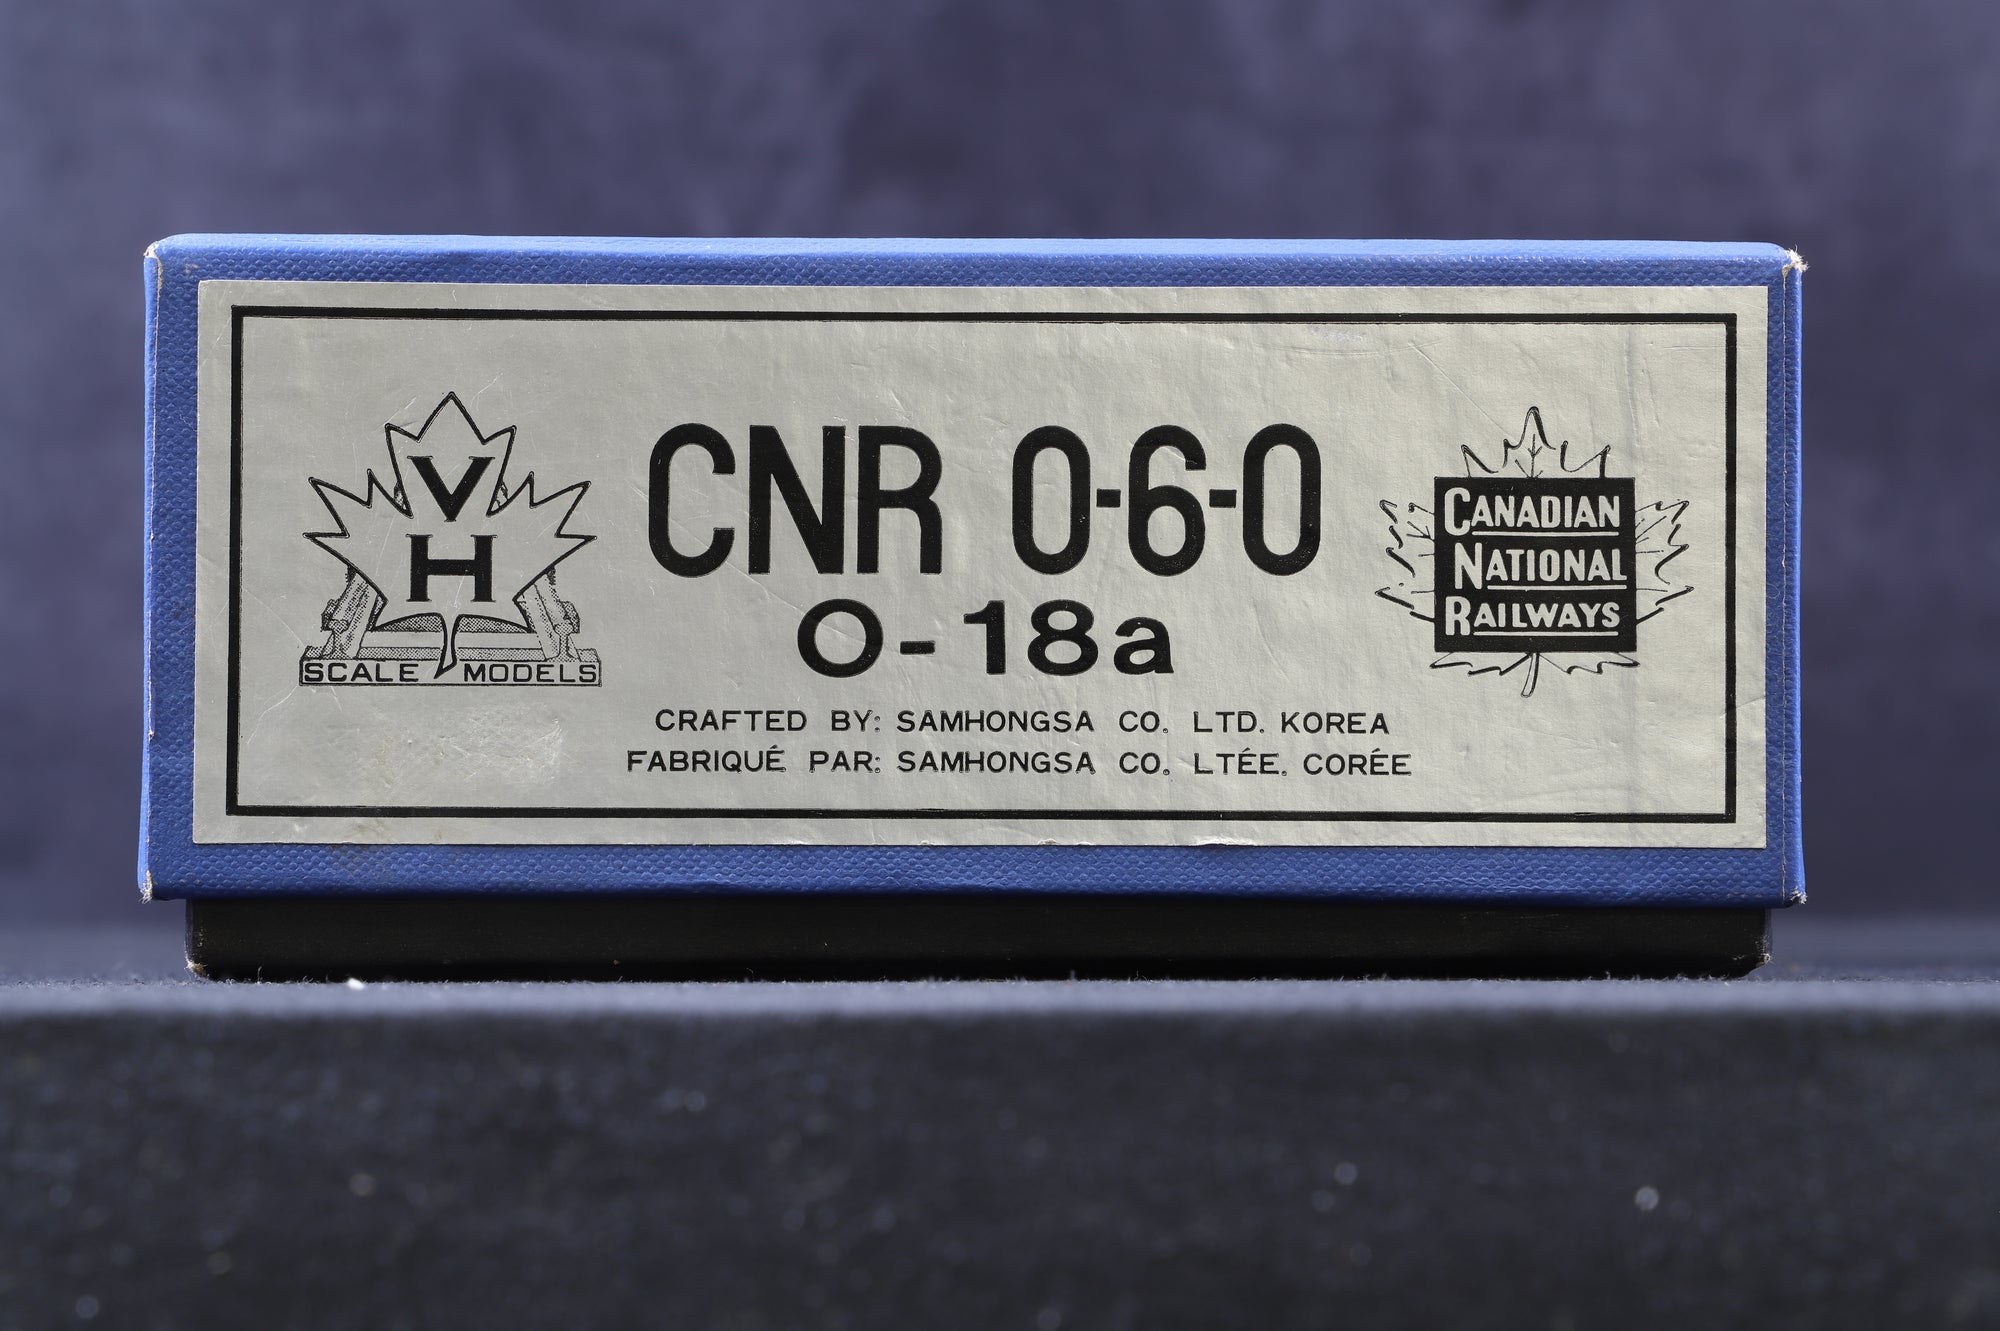 V
H
SCALE MODELS
CNR 0-6-0
O-18a
CRAFTED BY: SAMHONGSA CO. LTD. KOREA
FABRIQUÉ PAR: SAMHONGSA CO. LTÉE. CORÉE
CANADIAN
NATIONAL
RAILWAYS